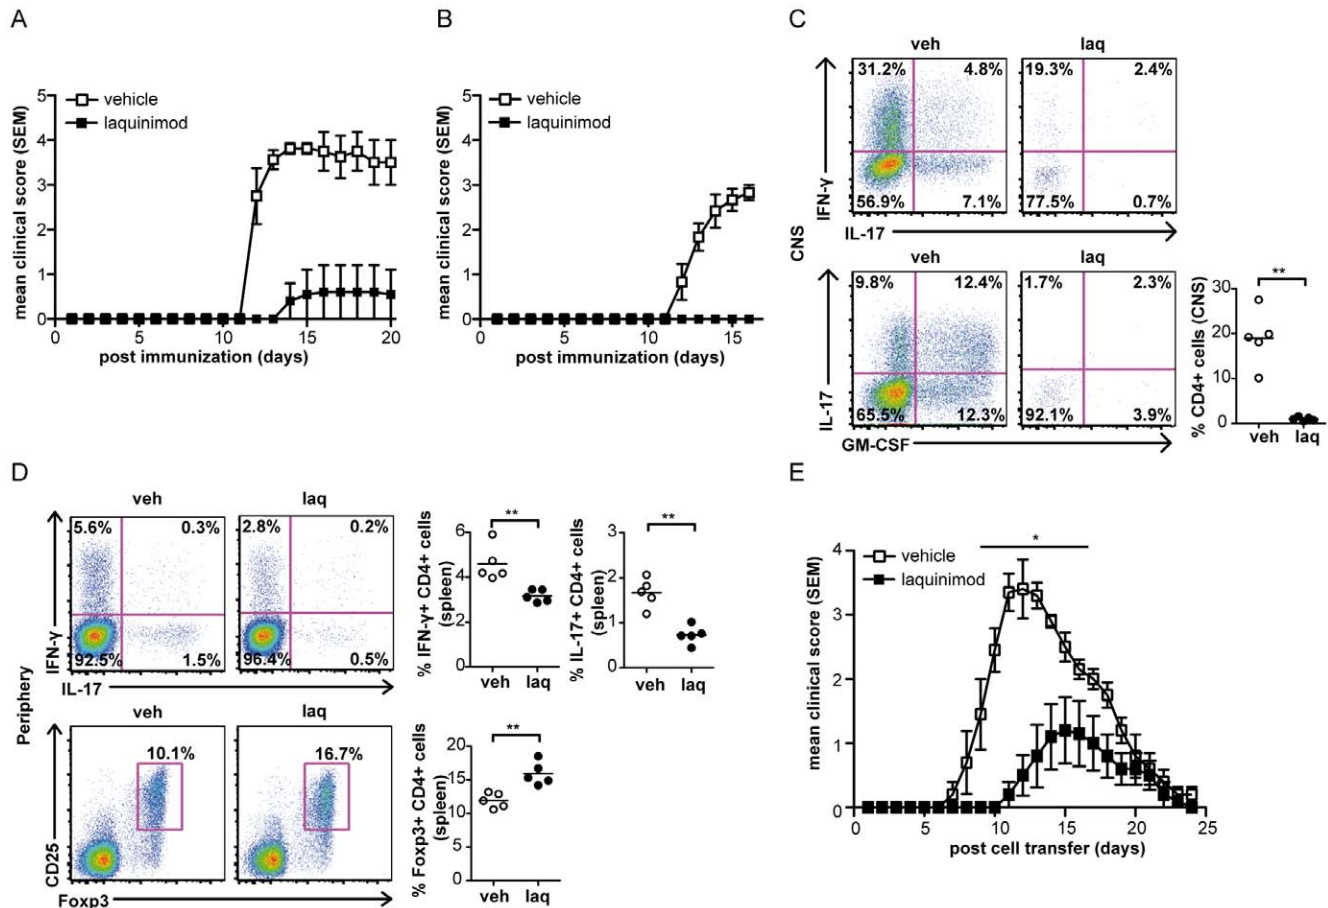 A
mean clinical score (SEM)
5
4
3
2
1
0
vehicle
laquinimod
0
5
10
15
20
post immunization (days)
B
mean clinical score (SEM)
5
4
3
2
1
0
vehicle
laquinimod
0
5
10
15
post immunization (days)
C
CNS
veh
laq
31.2%
4.8%
19.3%
2.4%
56.9%
7.1%
77.5%
0.7%
IFN-γ
IL-17
veh
laq
9.8%
12.4%
1.7%
2.3%
65.5%
12.3%
92.1%
3.9%
IL-17
GM-CSF
% CD4+ cells (CNS)
30
20
10
0
**
veh
laq
D
Periphery
veh
laq
5.6%
0.3%
2.8%
0.2%
92.5%
1.5%
96.4%
0.5%
IFN-γ
IL-17
% IFN-γ+ CD4+ cells
(spleen)
6
4
2
0
**
veh
laq
% IL-17+ CD4+ cells
(spleen)
3
2
1
0
**
veh
laq
veh
laq
10.1%
16.7%
CD25
Foxp3
% Foxp3+ CD4+ cells
(spleen)
20
15
10
5
0
**
veh
laq
E
mean clinical score (SEM)
4
3
2
1
0
vehicle
laquinimod
*
0
5
10
15
20
25
post cell transfer (days)